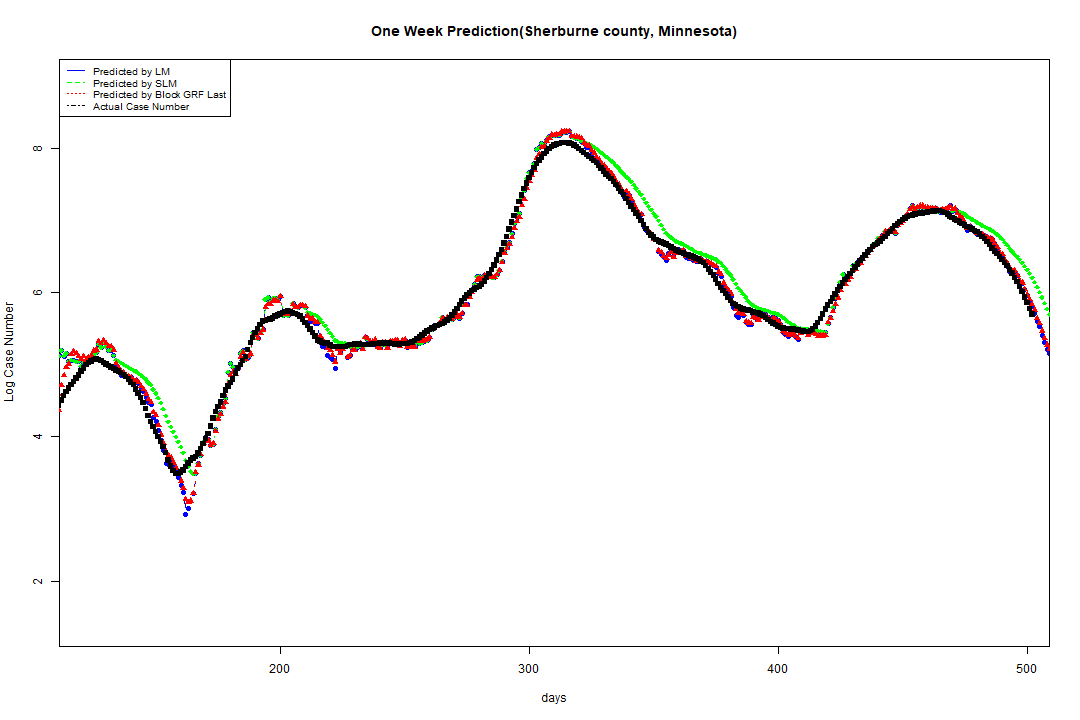 One Week Prediction(Sherburne county, Minnesota)
Predicted by LM
Predicted by SLM
Predicted by Block GRF Last
Actual Case Number
8
6
4
2
Log Case Number
200 300 400 500
days